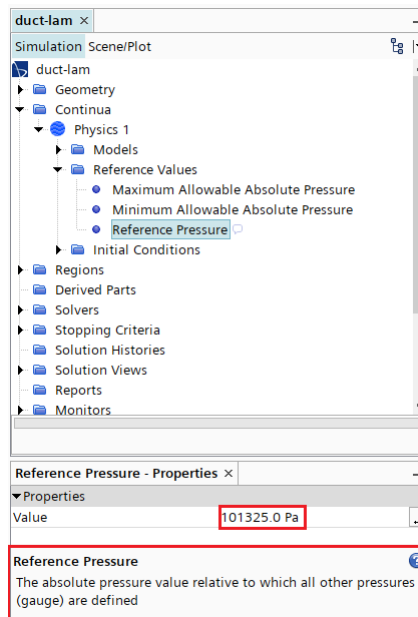 duct-lam ×
Simulation Scene/Plot
duct-lam
Geometry
Continua
Physics 1
Models
Reference Values
Maximum Allowable Absolute Pressure
Minimum Allowable Absolute Pressure
Reference Pressure
Initial Conditions
Regions
Derived Parts
Solvers
Stopping Criteria
Solution Histories
Solution Views
Reports
Monitors
Reference Pressure - Properties ×
Properties
Value 101325.0 Pa
Reference Pressure
The absolute pressure value relative to which all other pressures
(gauge) are defined